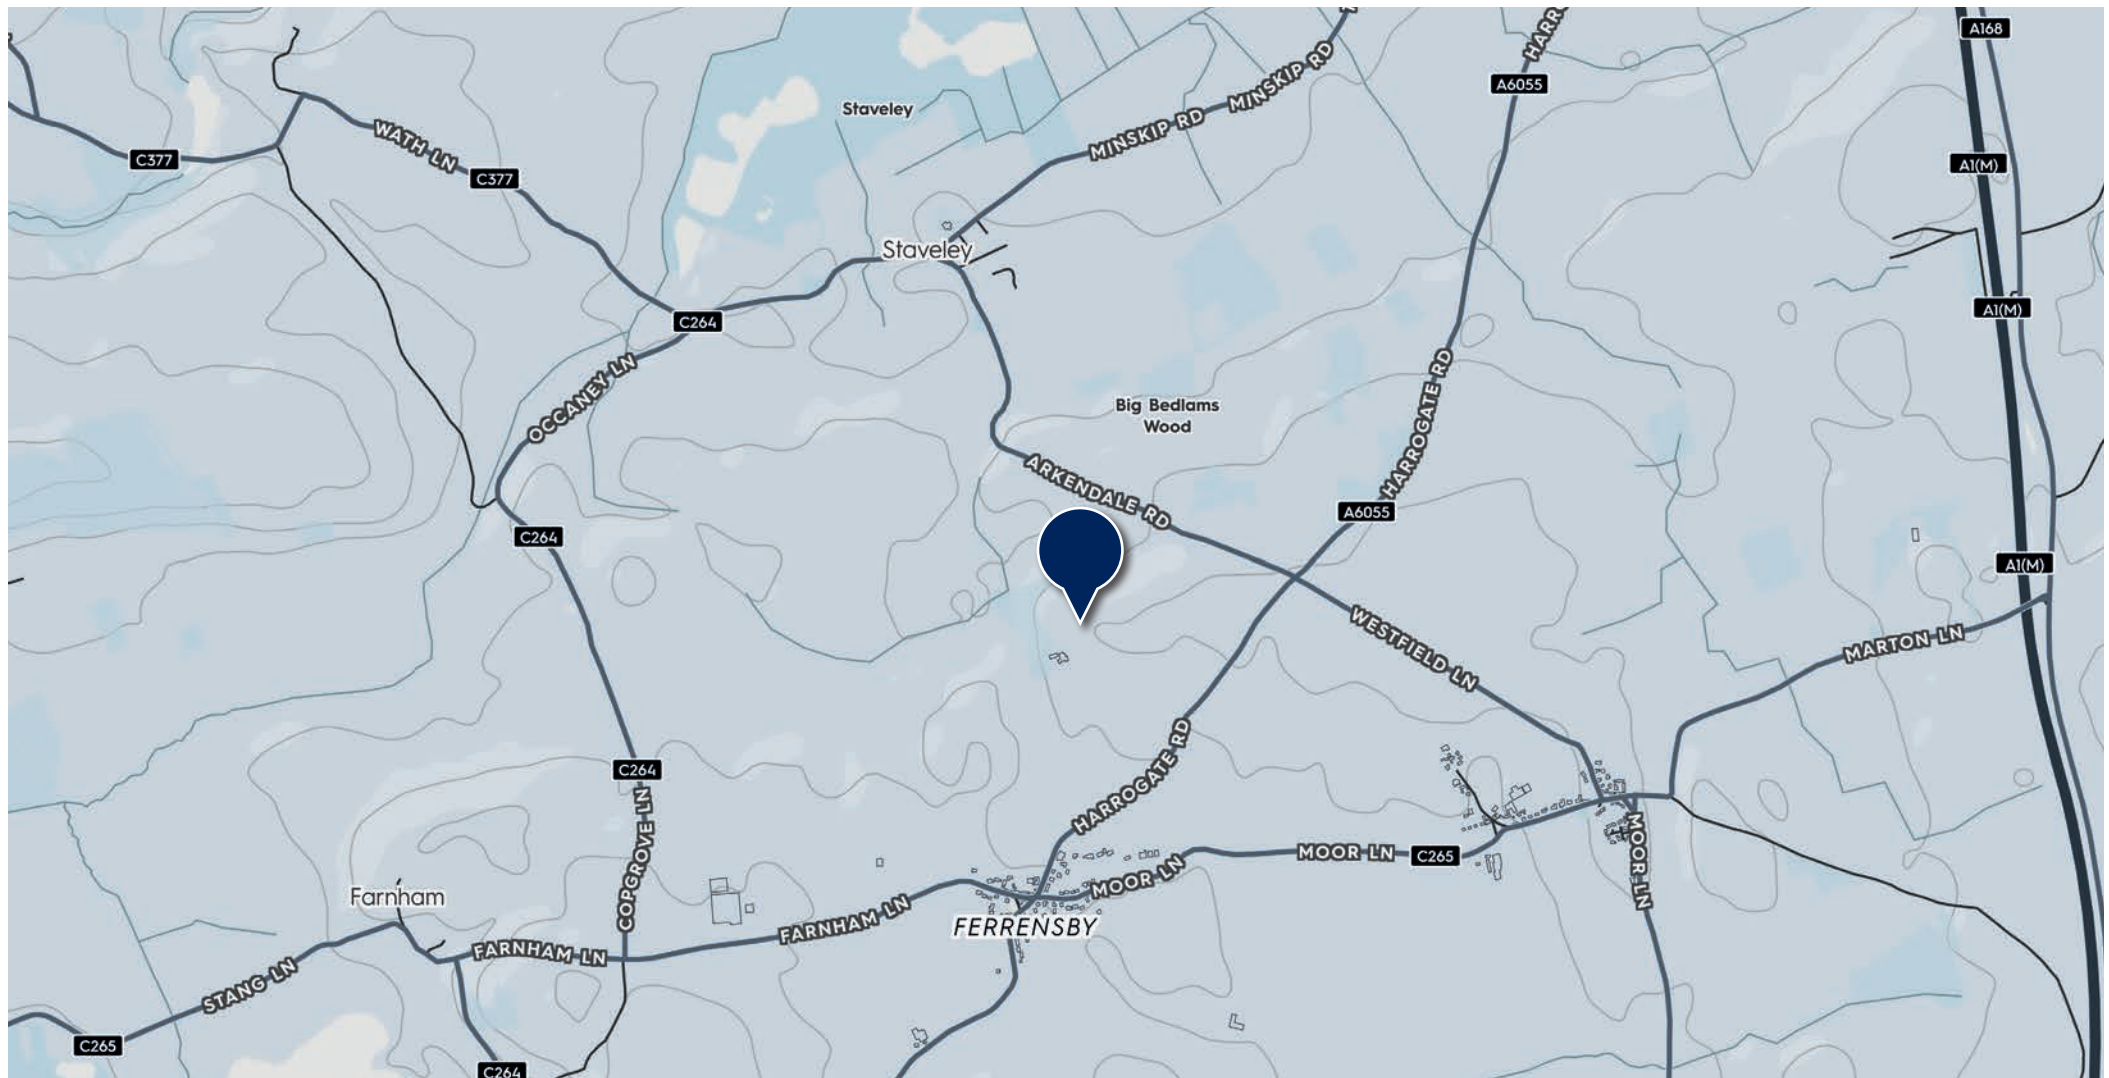 A168
HARRO
A6055
MINSKIP RD
MINSKIP RD
Staveley
WATH LN
C377
C377
A1(M)
Staveley
C264
A1(M)
OCCANEY LN
HARROGATE RD
Big Bedlams
Wood
ARKENDALE RD
A6055
C264
A1(M)
WESTFIELD LN
MARTON LN
C264
HARROGATE RD
COPGROVE LN
MOOR LN
C265
MOOR LN
MOOR LN
Farnham
FARNHAM LN
FERRENSBY
FARNHAM LN
STANG LN
C265
C264